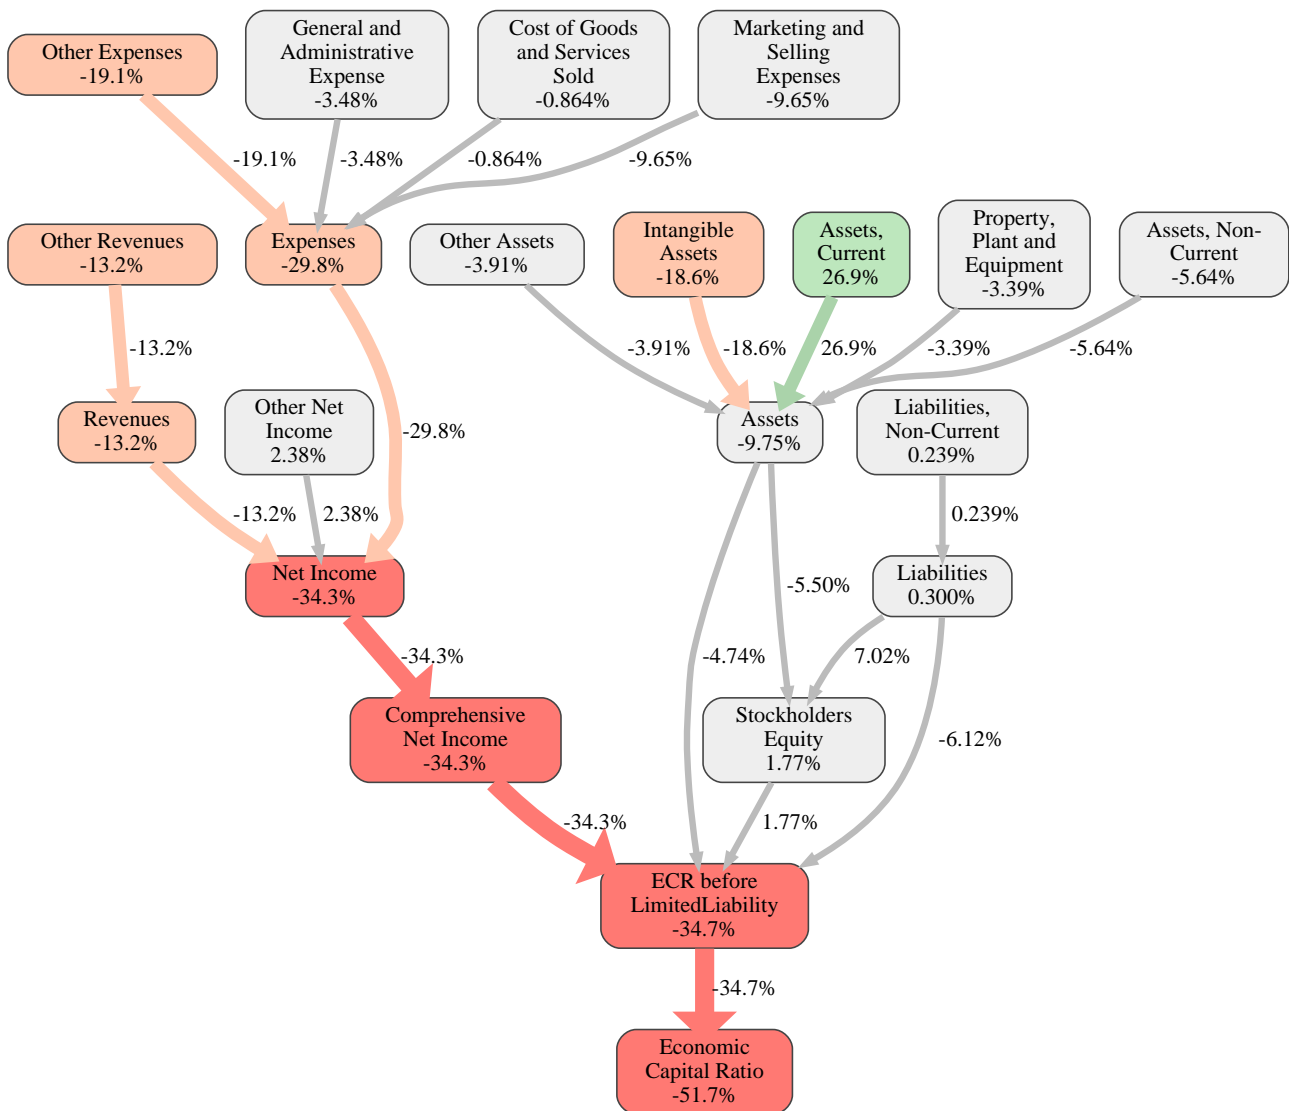 Other Expenses
-19.1%
General and
Administrative
Expense
-3.48%
Cost of Goods
and Services
Sold
-0.864%
Marketing and
Selling
Expenses
-9.65%
-19.1%
-3.48%
-0.864%
-9.65%
Other Revenues
-13.2%
Expenses
-29.8%
Other Assets
-3.91%
Intangible
Assets
-18.6%
Assets,
Current
26.9%
Property,
Plant and
Equipment
-3.39%
Assets, Non-
Current
-5.64%
-13.2%
-3.91%
-18.6%
26.9%
-3.39%
-5.64%
Revenues
-13.2%
Other Net
Income
2.38%
-29.8%
Assets
-9.75%
Liabilities,
Non-Current
0.239%
-13.2%
2.38%
0.239%
Net Income
-34.3%
-5.50%
Liabilities
0.300%
-34.3%
-4.74%
7.02%
Comprehensive
Net Income
-34.3%
Stockholders
Equity
1.77%
-6.12%
-34.3%
1.77%
ECR before
LimitedLiability
-34.7%
-34.7%
Economic
Capital Ratio
-51.7%